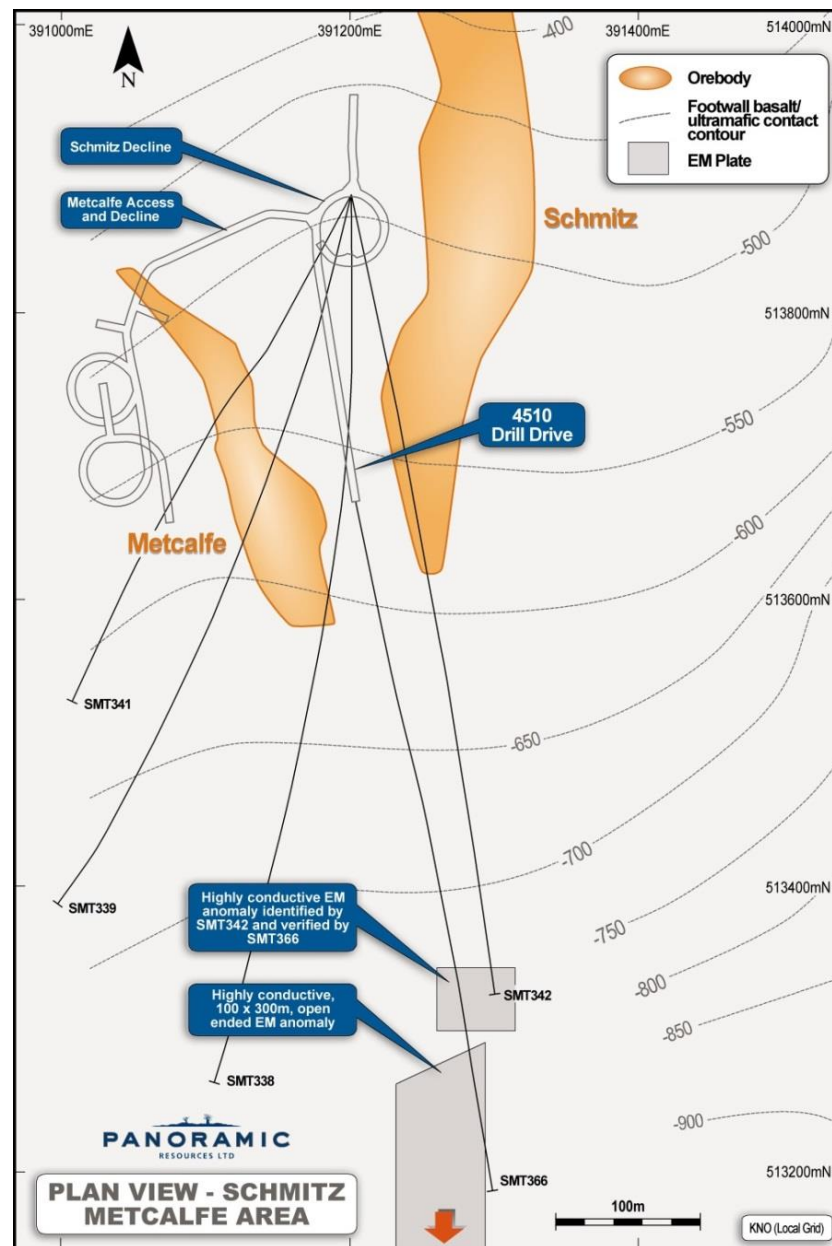 391000mE
391200mE
391400mE
514000mN
-400
N
Orebody
Footwall basalt/
ultramafic contact
contour
EM Plate
Schmitz Decline
Metcalfe Access
and Decline
Schmitz
-500
513800mN
4510
Drill Drive
-550
Metcalfe
-600
513600mN
SMT341
-650
-700
513400mN
SMT339
Highly conductive EM
anomaly identified by
SMT342 and verified by
SMT366
-750
-800
SMT342
Highly conductive,
100 x 300m, open
ended EM anomaly
-850
SMT338
-900
PANORAMIC
RESOURCES LTD
513200mN
SMT366
PLAN VIEW - SCHMITZ
METCALFE AREA
100m
KNO (Local Grid)